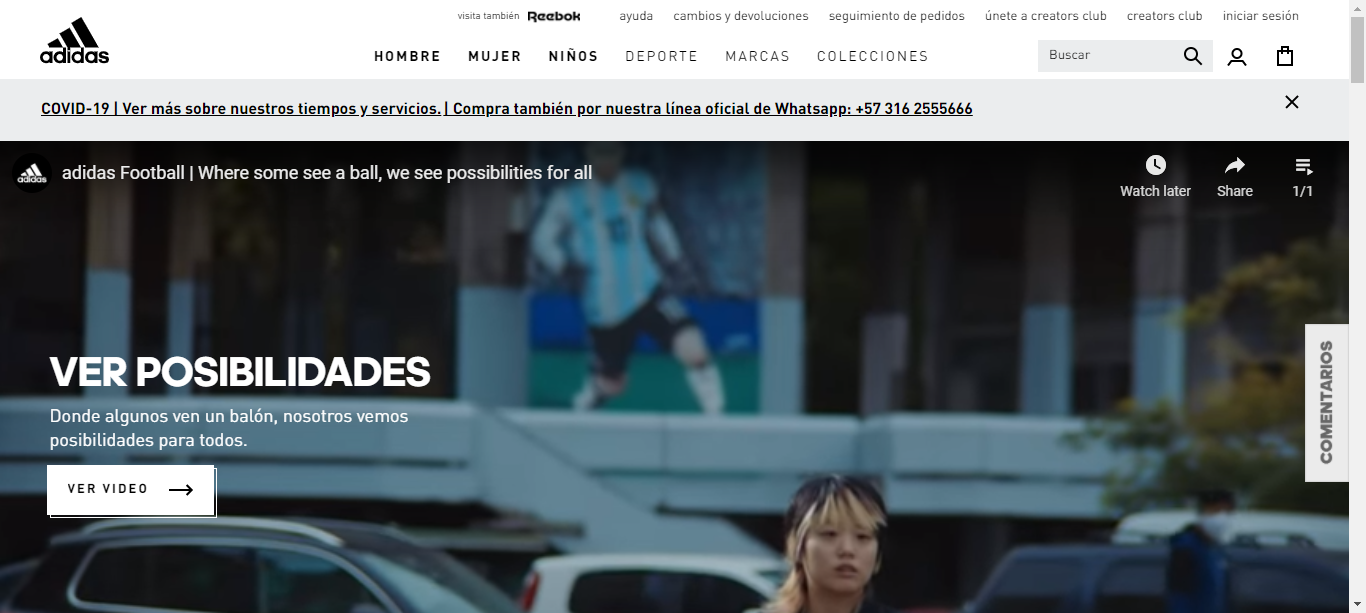 visita también Reebok ayuda cambios y devoluciones seguimiento de pedidos únete a creators club creators club iniciar sesión
adidas
HOMBRE MUJER NIÑOS DEPORTE MARCAS COLECCIONES Buscar
COVID-19 | Ver más sobre nuestros tiempos y servicios. | Compra también por nuestra línea oficial de Whatsapp: +57 316 2555666
adidas adidas Football | Where some see a ball, we see possibilities for all
Watch later Share 1/1
VER POSIBILIDADES
Donde algunos ven un balón, nosotros vemos
posibilidades para todos.
VER VIDEO
COMENTARIOS